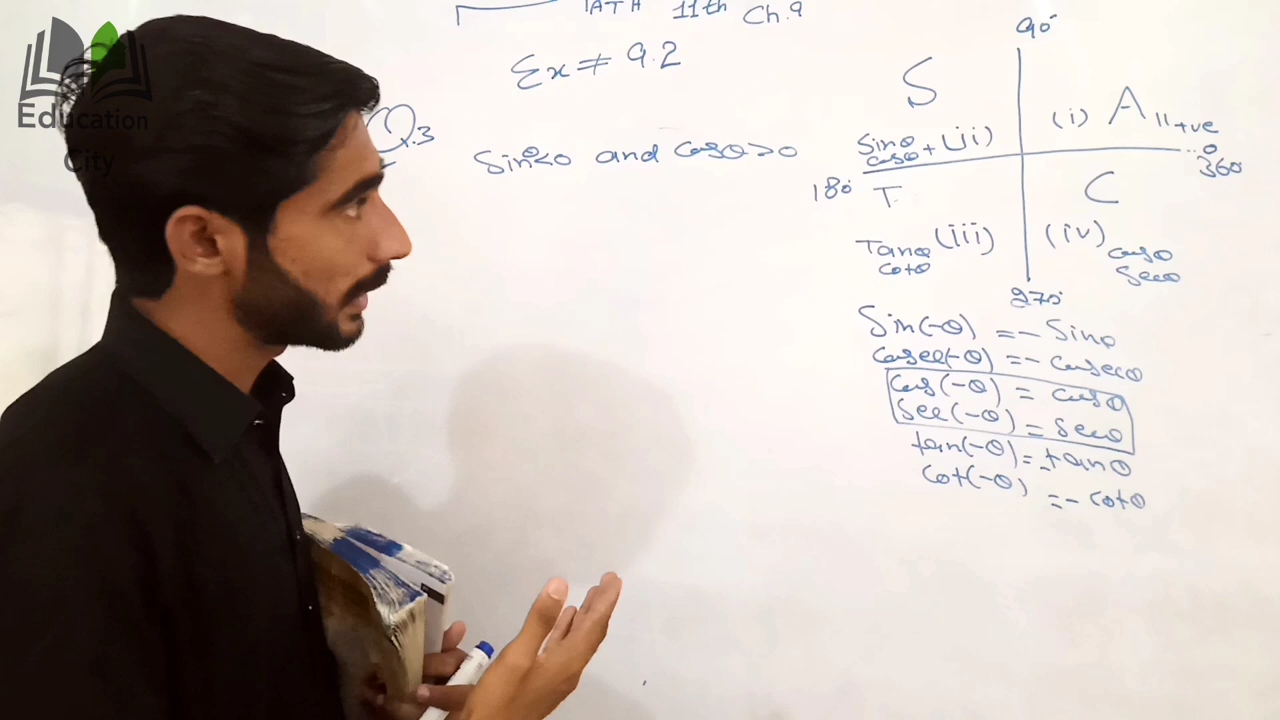 Education
City
MATH 11th Ch.9
Ex≠ 9.2
Q.3
Sinθ<0 and cosθ>0
90°
S
(i) All +ve
Sinθ + (ii)
0
360°
180°
T
C
Tanθ (iii)
cotθ
(iv) cosθ
Secθ
270°
Sin(-θ) = - Sinθ
cosec(-θ) = - cosecθ
cos(-θ) = cosθ
Sec(-θ) = Secθ
tan(-θ) = - tanθ
cot(-θ) = - cotθ